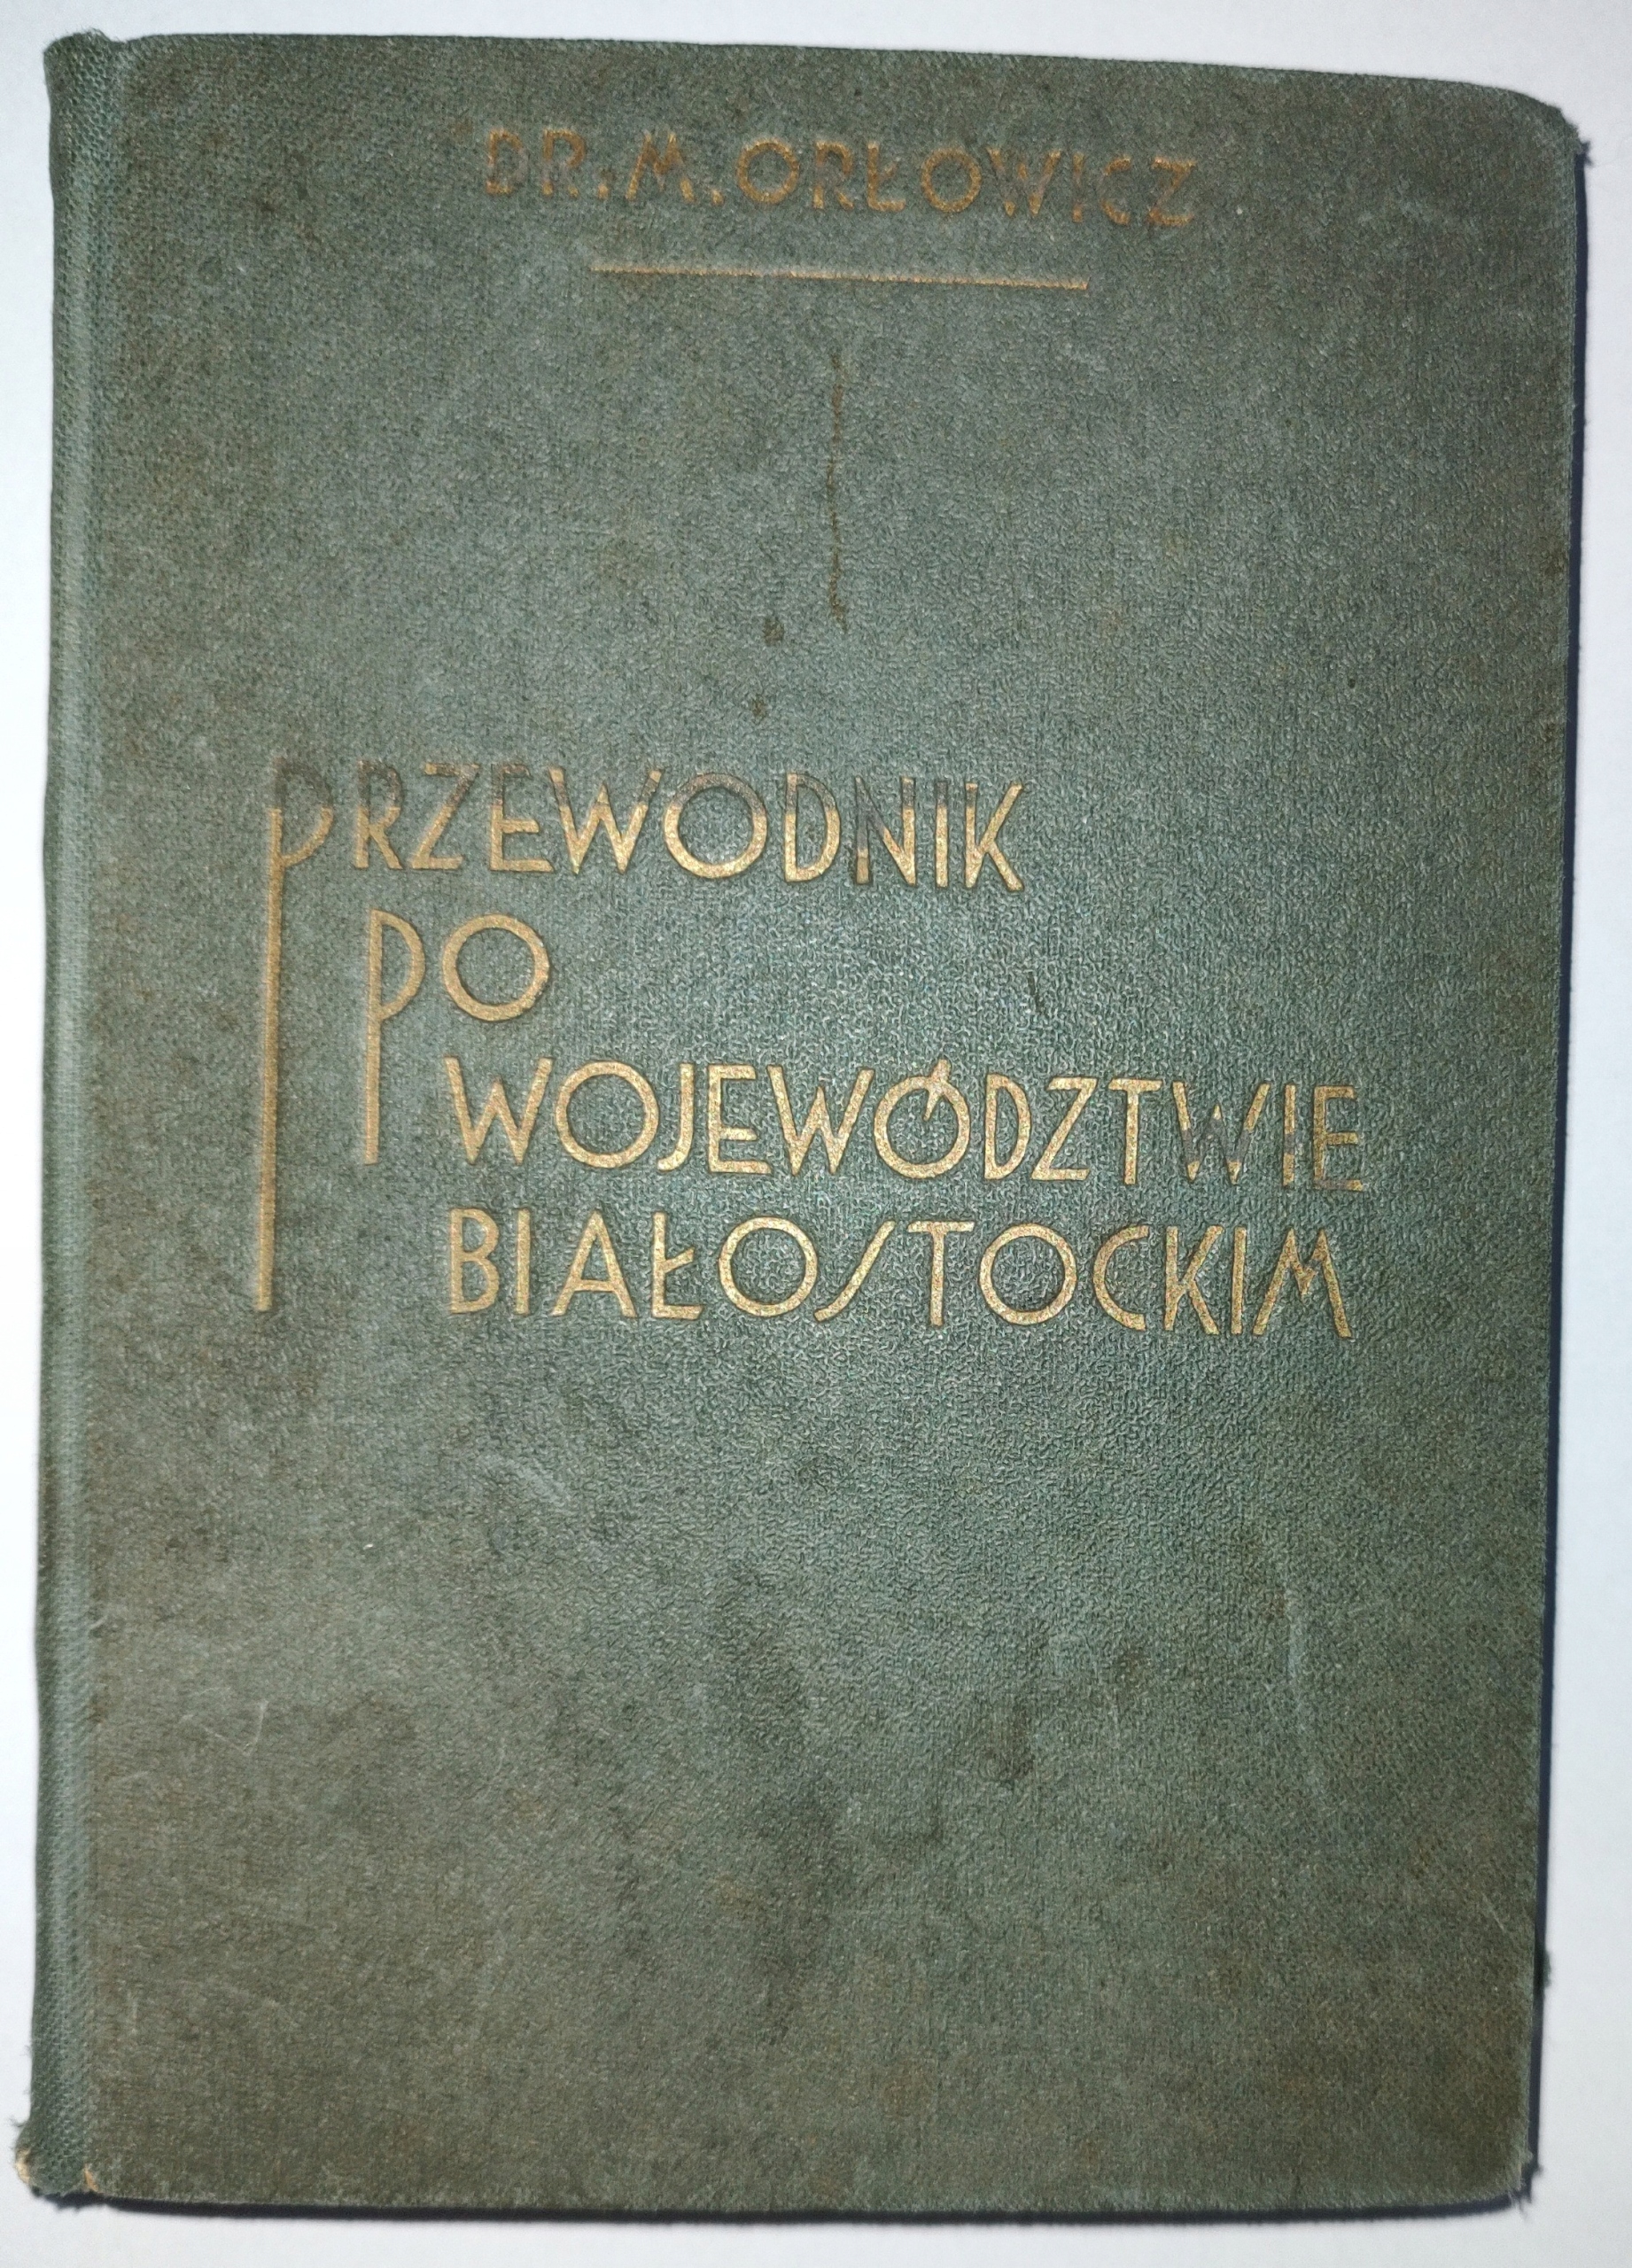 DR. M. ORŁOWICZ
PRZEWODNIK
PO
WOJEWÓDZTWIE
BIAŁOSTOCKIM